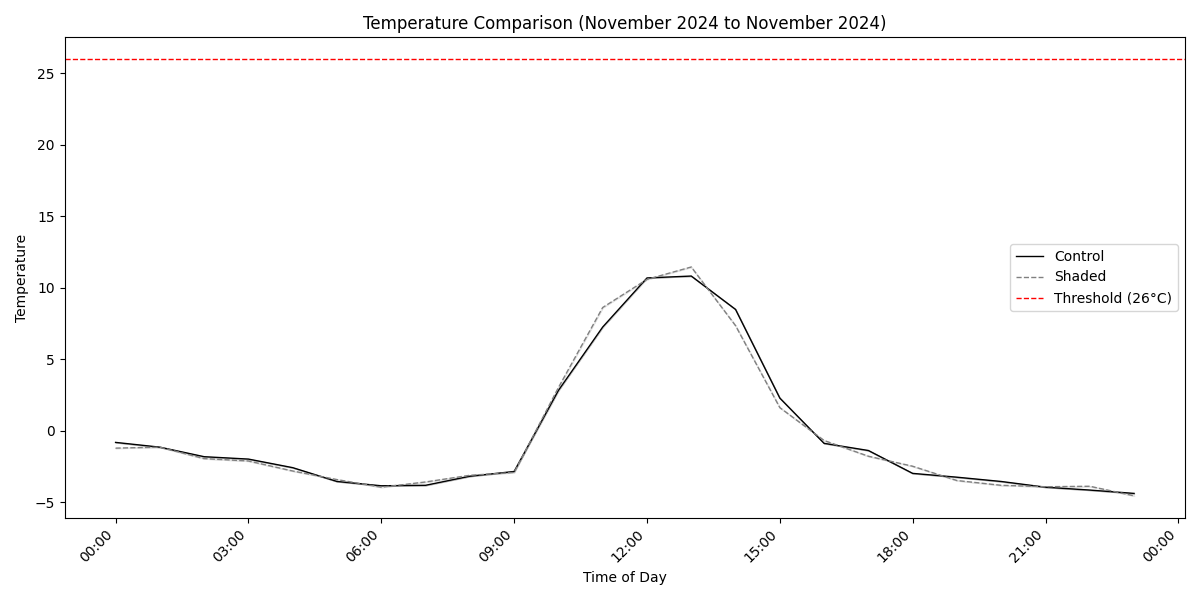 Temperature Comparison (November 2024 to November 2024)
Temperature
25
20
15
10
5
0
−5
Control
Shaded
Threshold (26°C)
00:00
03:00
06:00
09:00
12:00
15:00
18:00
21:00
00:00
Time of Day